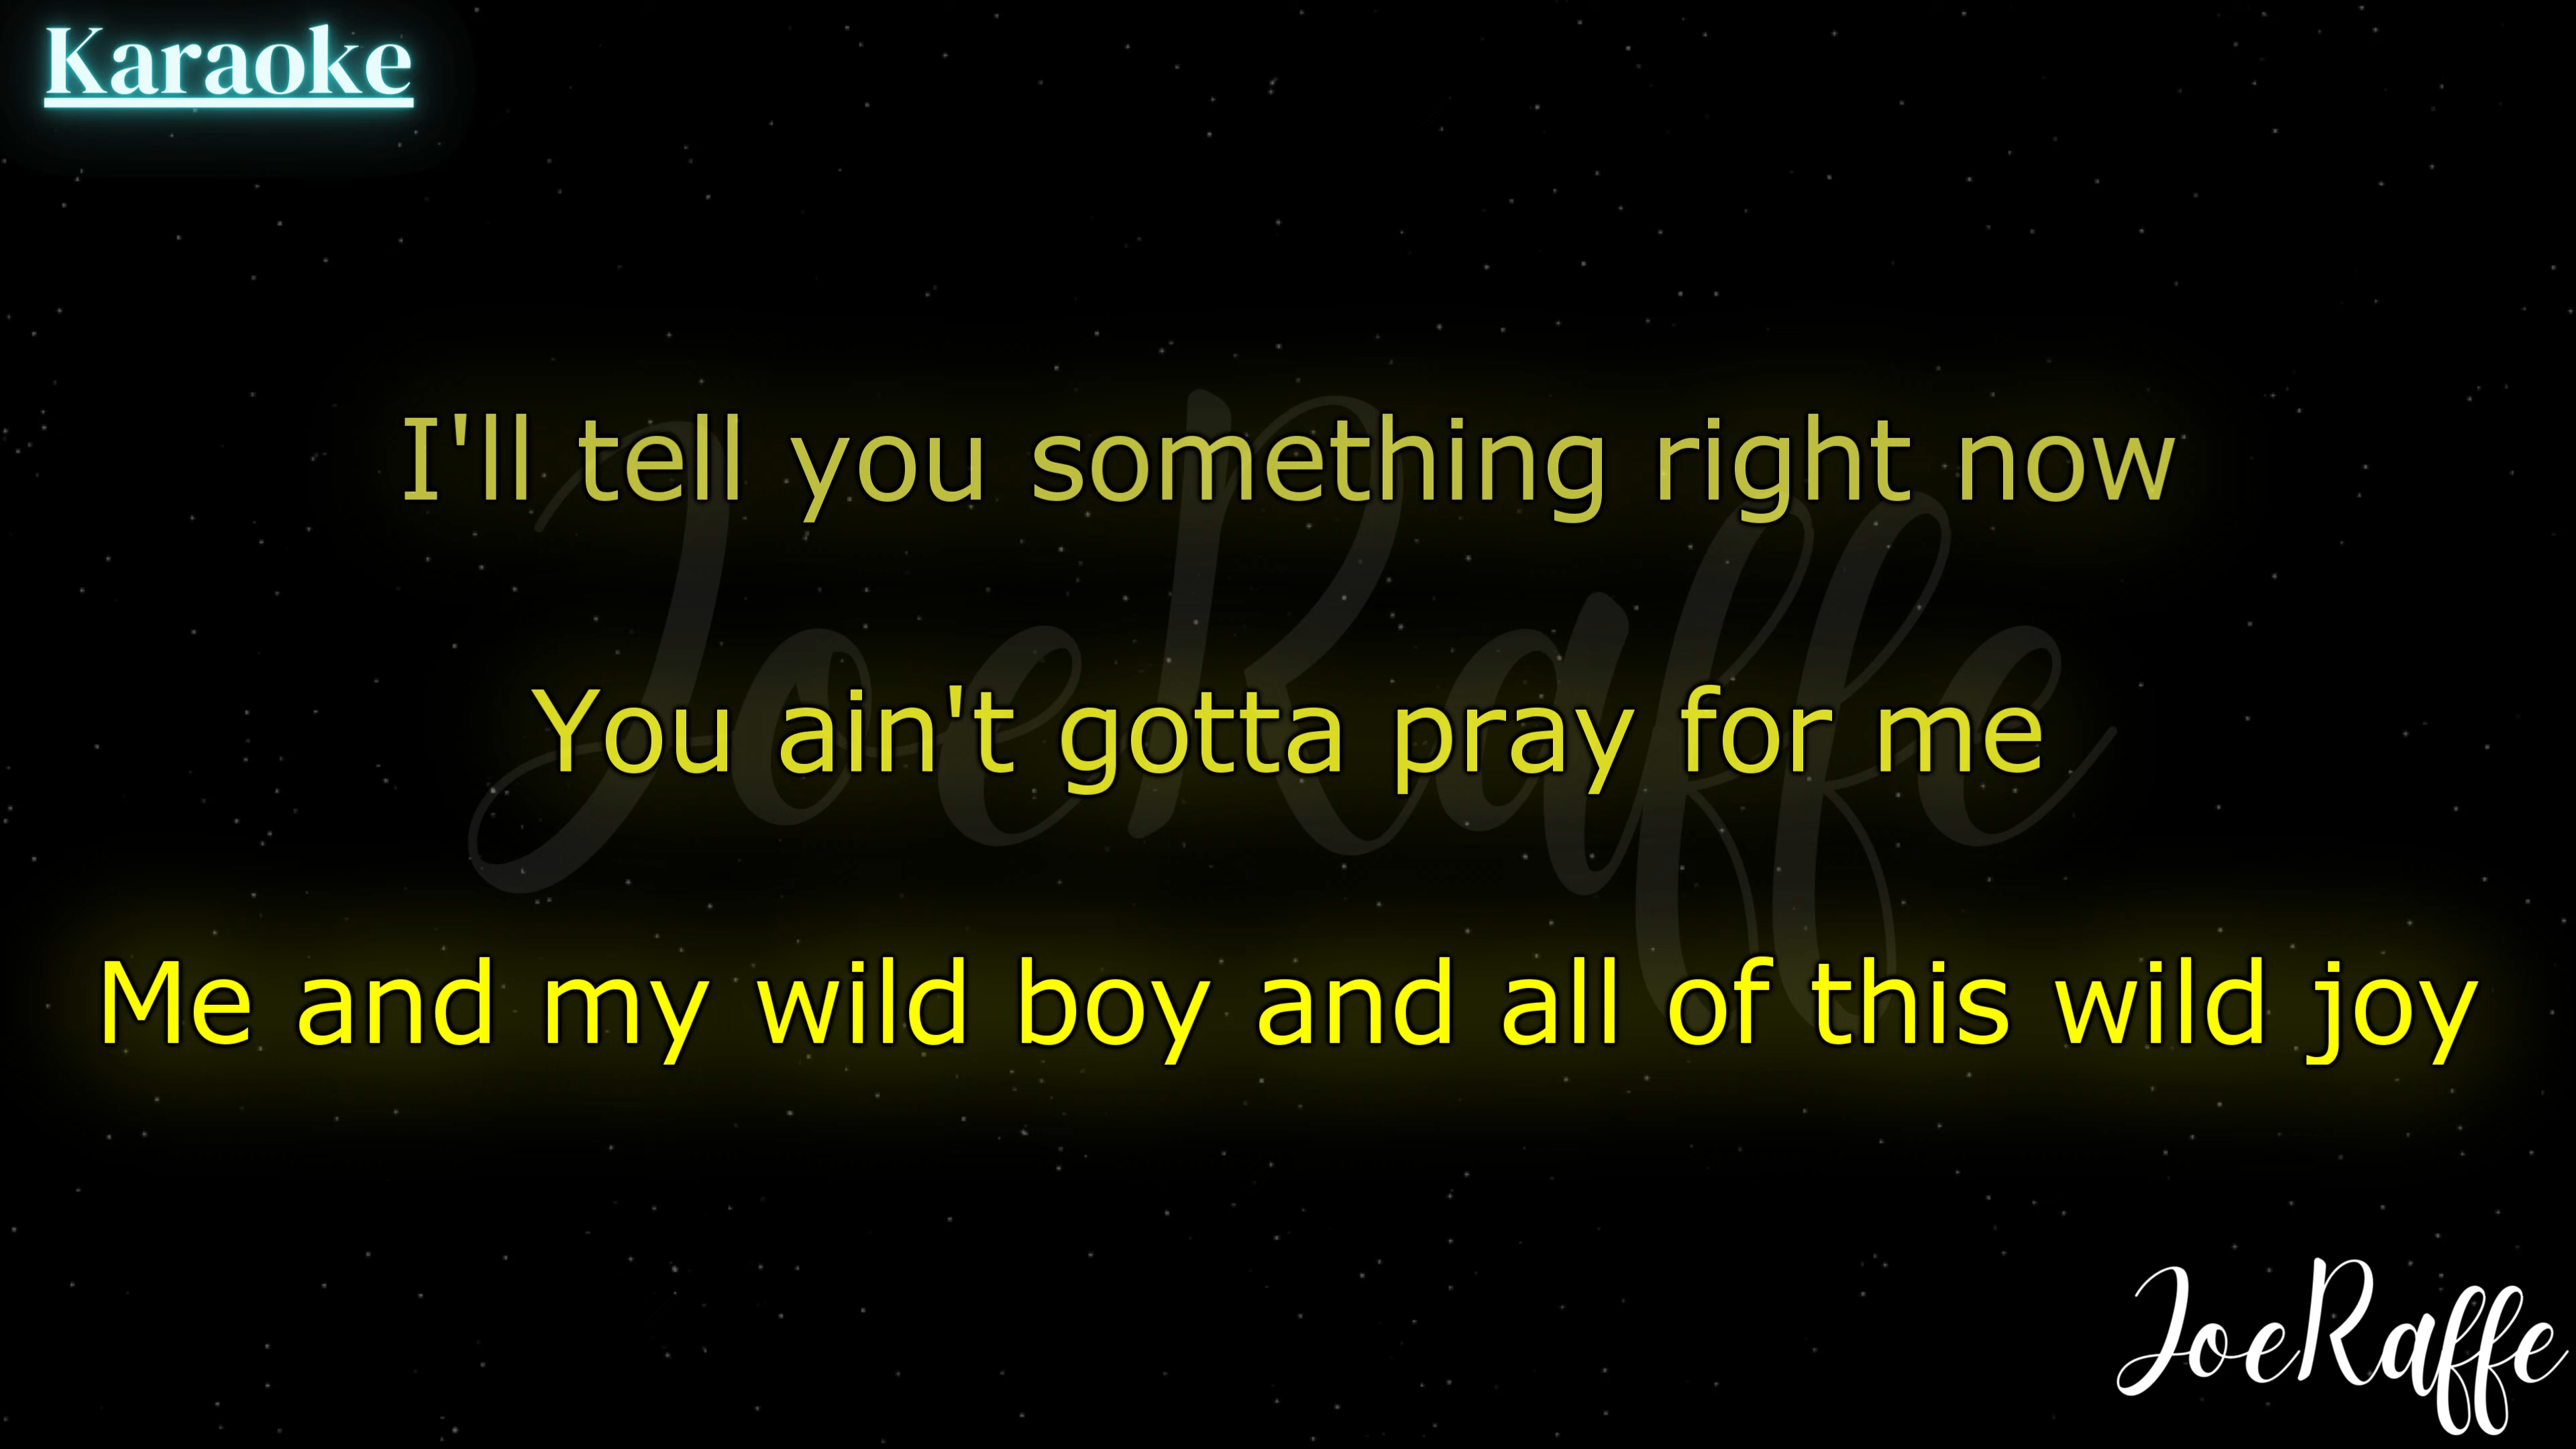 Karaoke
I'll tell you something right now
You ain't gotta pray for me
Me and my wild boy and all of this wild joy
JoeRaffe
JoeRaffe